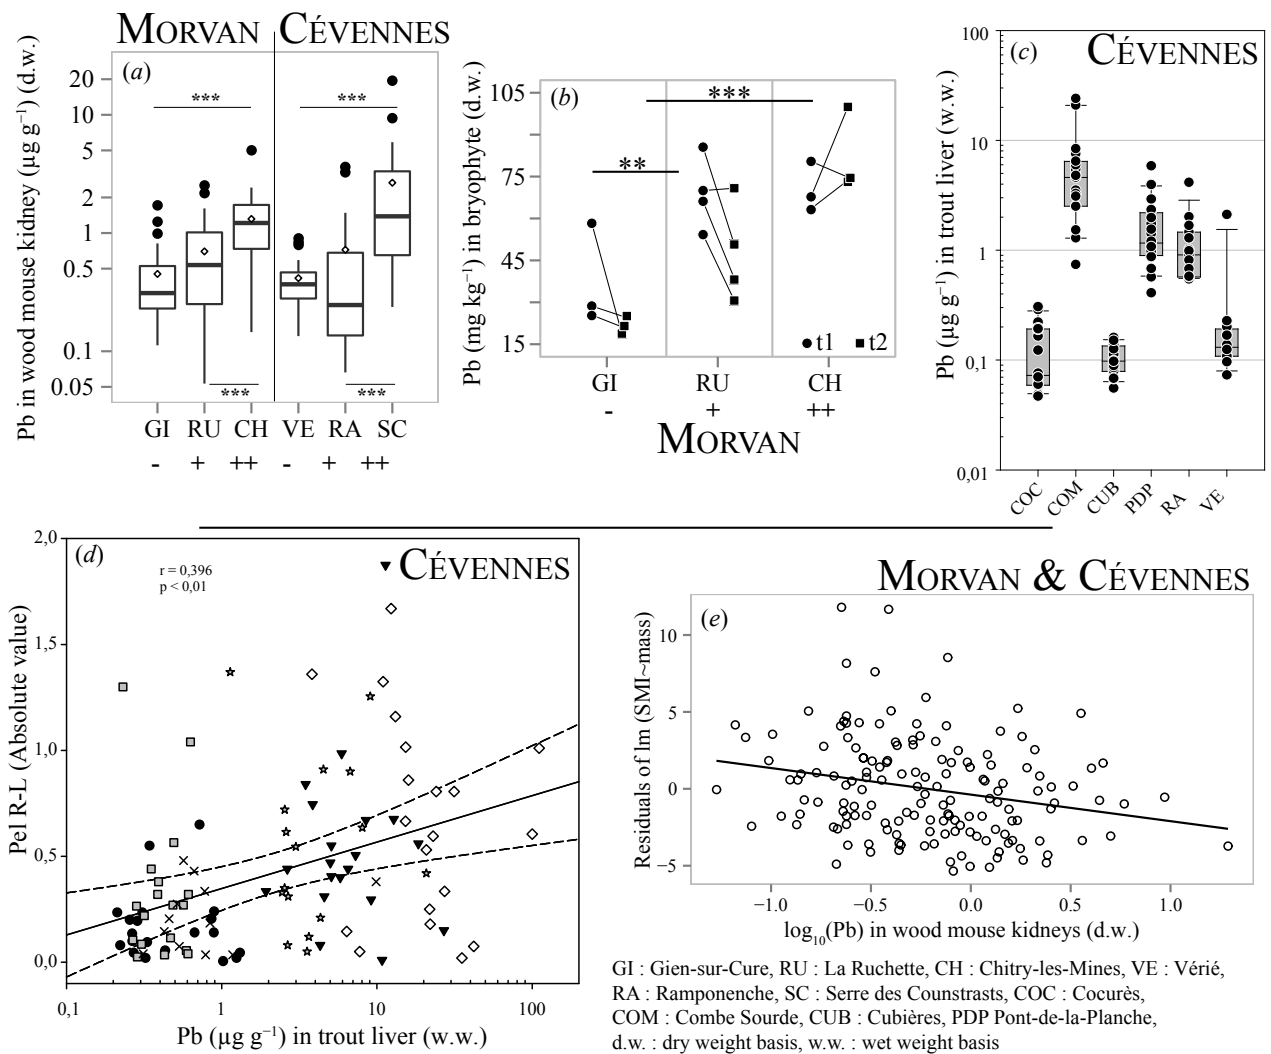 MORVAN
CÉVENNES
(a)
Pb in wood mouse kidney (µg g⁻¹) (d.w.)
20
10
5
2
1
0.5
0.1
0.05
***
***
***
***
GI RU CH VE RA SC
- + ++ - + ++
(b)
Pb (mg kg⁻¹) in bryophyte (d.w.)
105
75
45
15
***
**
t1 t2
GI RU CH
- + ++
MORVAN
(c)
CÉVENNES
Pb (µg g⁻¹) in trout liver (w.w.)
100
10
1
0,1
0,01
COC COM CUB PDP RA VE
(d)
CÉVENNES
r = 0,396
p < 0,01
Pel R-L (Absolute value)
2,0
1,5
1,0
0,5
0,0
0,1 1 10 100
Pb (µg g⁻¹) in trout liver (w.w.)
MORVAN & CÉVENNES
(e)
Residuals of lm (SMI~mass)
10
5
0
−5
−1.0 −0.5 0.0 0.5 1.0
log₁₀(Pb) in wood mouse kidneys (d.w.)
GI : Gien-sur-Cure, RU : La Ruchette, CH : Chitry-les-Mines, VE : Vérié,
RA : Ramponenche, SC : Serre des Counstrasts, COC : Cocurès,
COM : Combe Sourde, CUB : Cubières, PDP Pont-de-la-Planche,
d.w. : dry weight basis, w.w. : wet weight basis